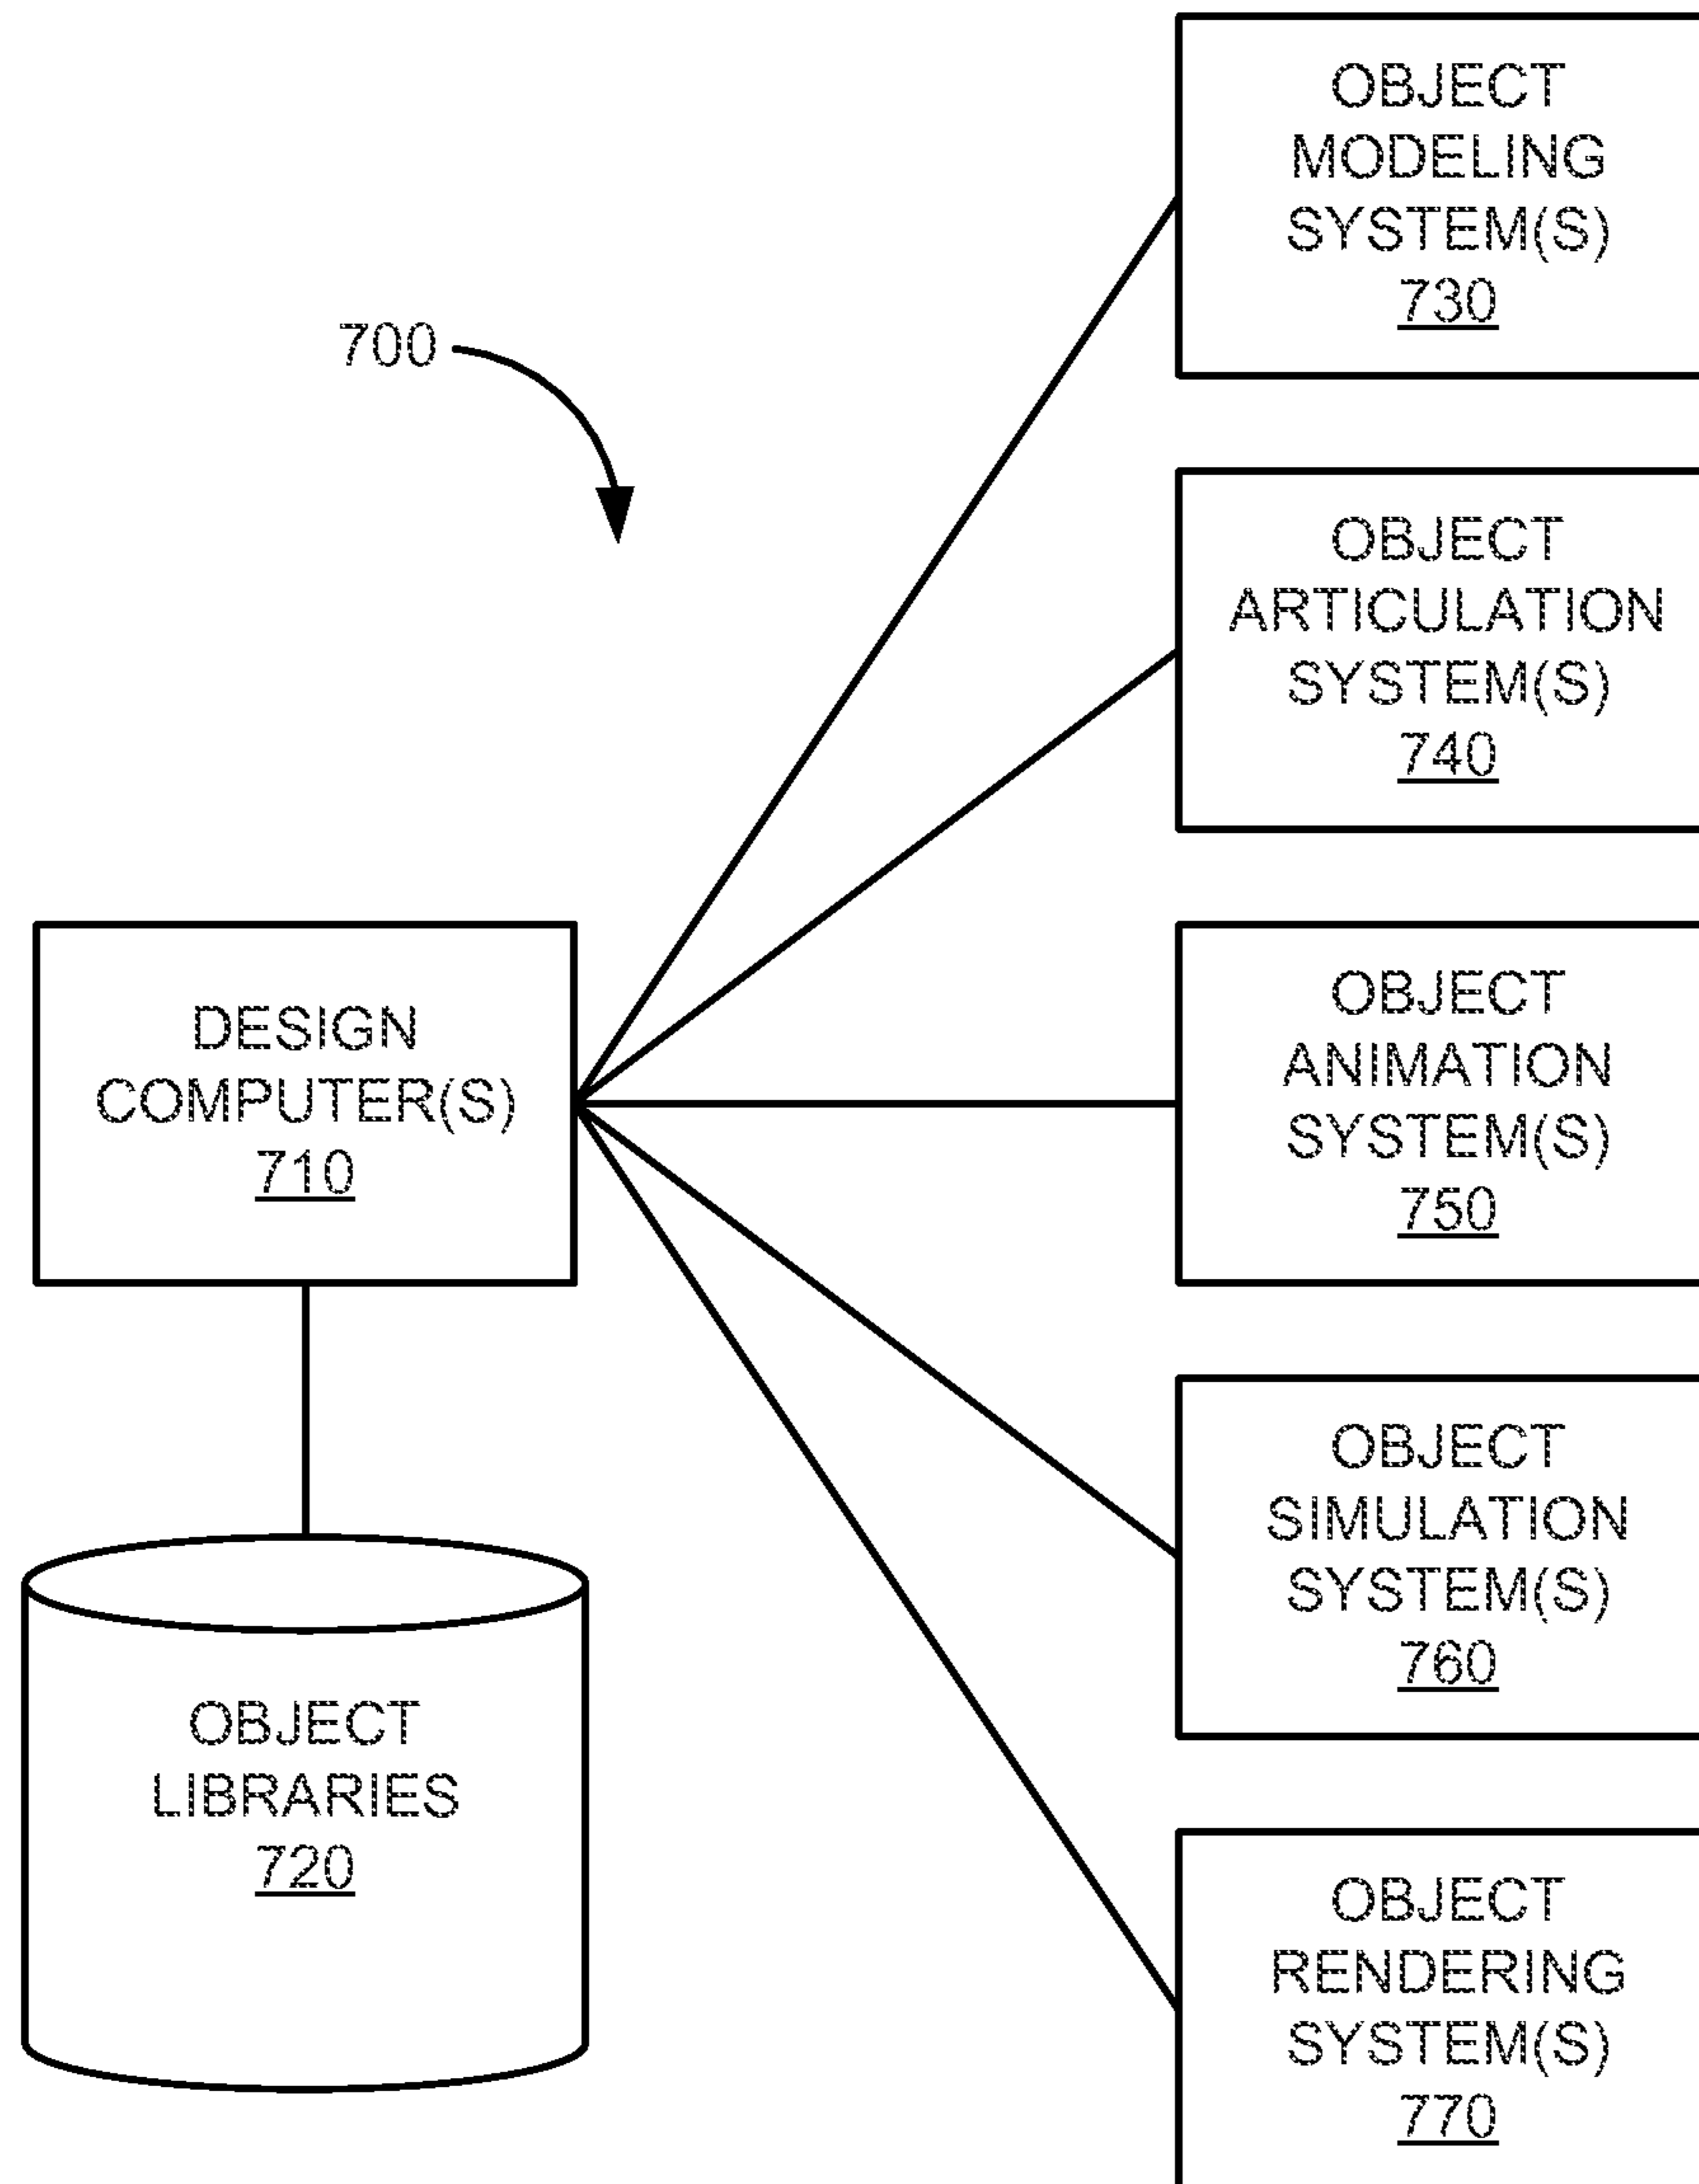 700
OBJECT
MODELING
SYSTEM(S)
730
OBJECT
ARTICULATION
SYSTEM(S)
740
DESIGN
COMPUTER(S)
710
OBJECT
ANIMATION
SYSTEM(S)
750
OBJECT
SIMULATION
SYSTEM(S)
760
OBJECT
LIBRARIES
720
OBJECT
RENDERING
SYSTEM(S)
770